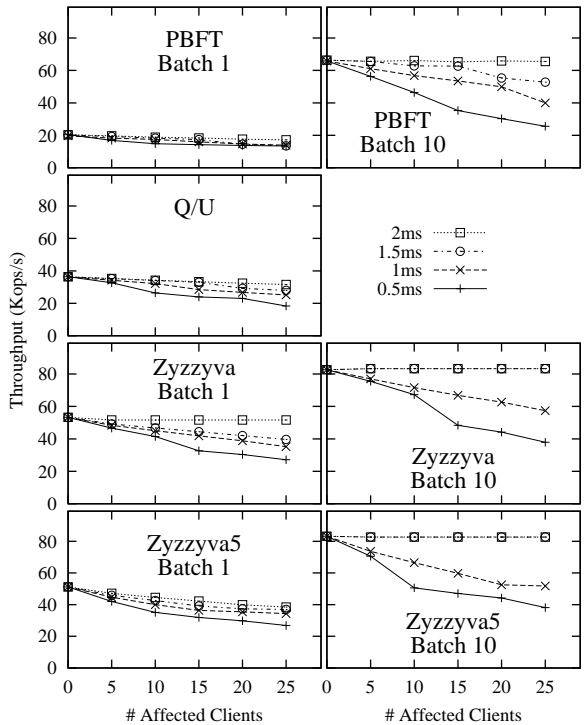 Throughput (Kops/s)
80
60
40
20
0
PBFT
Batch 1
PBFT
Batch 10
80
60
40
20
0
Q/U
2ms
1.5ms
1ms
0.5ms
80
60
40
20
0
Zyzzyva
Batch 1
Zyzzyva
Batch 10
80
60
40
20
0
Zyzzyva5
Batch 1
Zyzzyva5
Batch 10
0 5 10 15 20 25
0 5 10 15 20 25
# Affected Clients
# Affected Clients